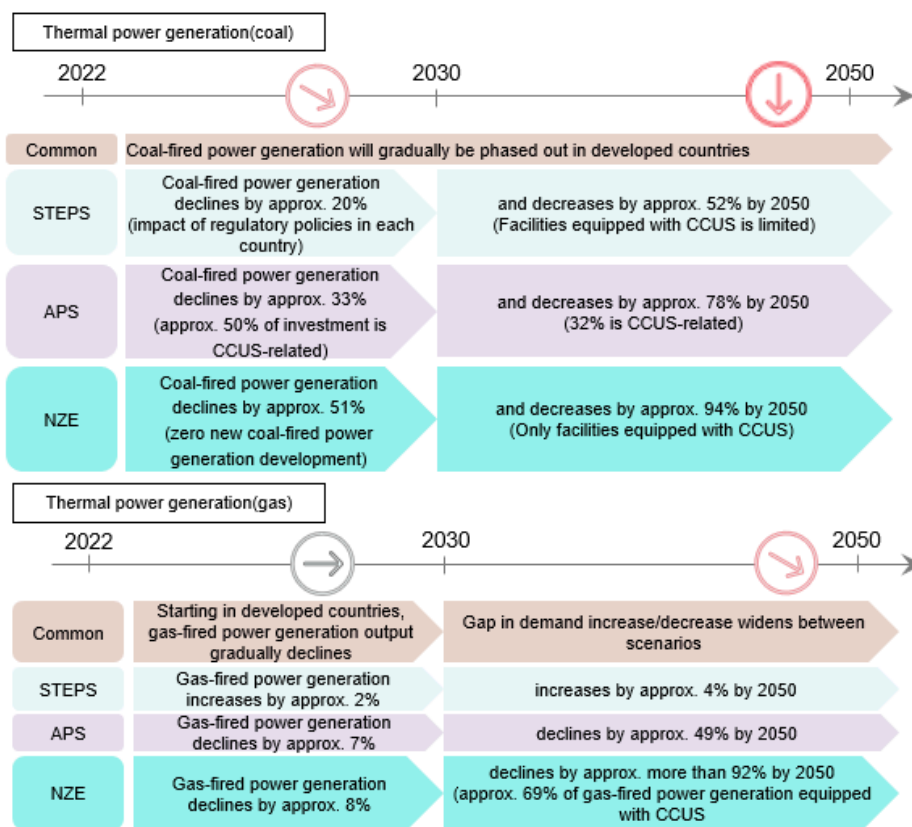 Thermal power generation(coal)
2022
2030
2050
Common
Coal-fired power generation will gradually be phased out in developed countries
STEPS
Coal-fired power generation
declines by approx. 20%
(impact of regulatory policies in each
country)
and decreases by approx. 52% by 2050
(Facilities equipped with CCUS is limited)
APS
Coal-fired power generation
declines by approx. 33%
(approx. 50% of investment is
CCUS-related)
and decreases by approx. 78% by 2050
(32% is CCUS-related)
NZE
Coal-fired power generation
declines by approx. 51%
(zero new coal-fired power
generation development)
and decreases by approx. 94% by 2050
(Only facilities equipped with CCUS)
Thermal power generation(gas)
2022
2030
2050
Common
Starting in developed countries,
gas-fired power generation output
gradually declines
Gap in demand increase/decrease widens between
scenarios
STEPS
Gas-fired power generation
increases by approx. 2%
increases by approx. 4% by 2050
APS
Gas-fired power generation
declines by approx. 7%
declines by approx. 49% by 2050
NZE
Gas-fired power generation
declines by approx. 8%
declines by approx. more than 92% by 2050
(approx. 69% of gas-fired power generation equipped
with CCUS